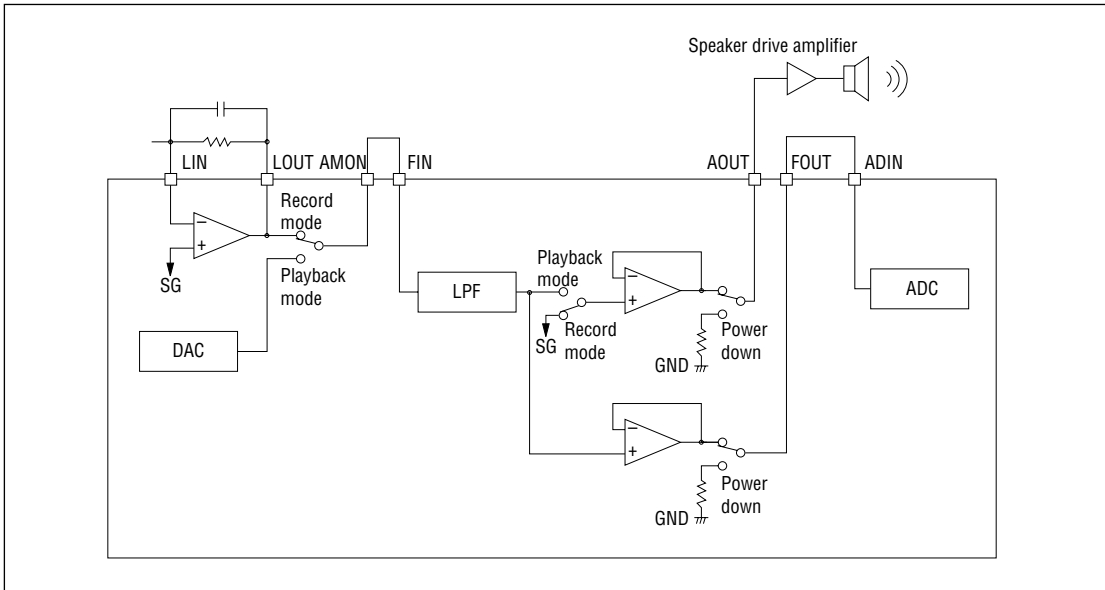 Speaker drive amplifier
LIN
LOUT
AMON
FIN
AOUT
FOUT
ADIN
Record
mode
–
+
SG
Playback
mode
DAC
LPF
Playback
mode
SG
Record
mode
–
+
Power
down
GND
ADC
–
+
Power
down
GND